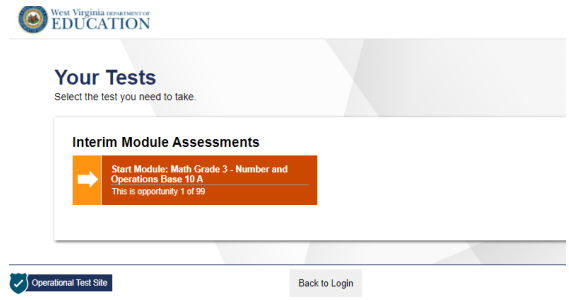 West Virginia DEPARTMENT OF
EDUCATION
Your Tests
Select the test you need to take.
Interim Module Assessments
Start Module: Math Grade 3 - Number and
Operations Base 10 A
This is opportunity 1 of 99
Operational Test Site
Back to Login